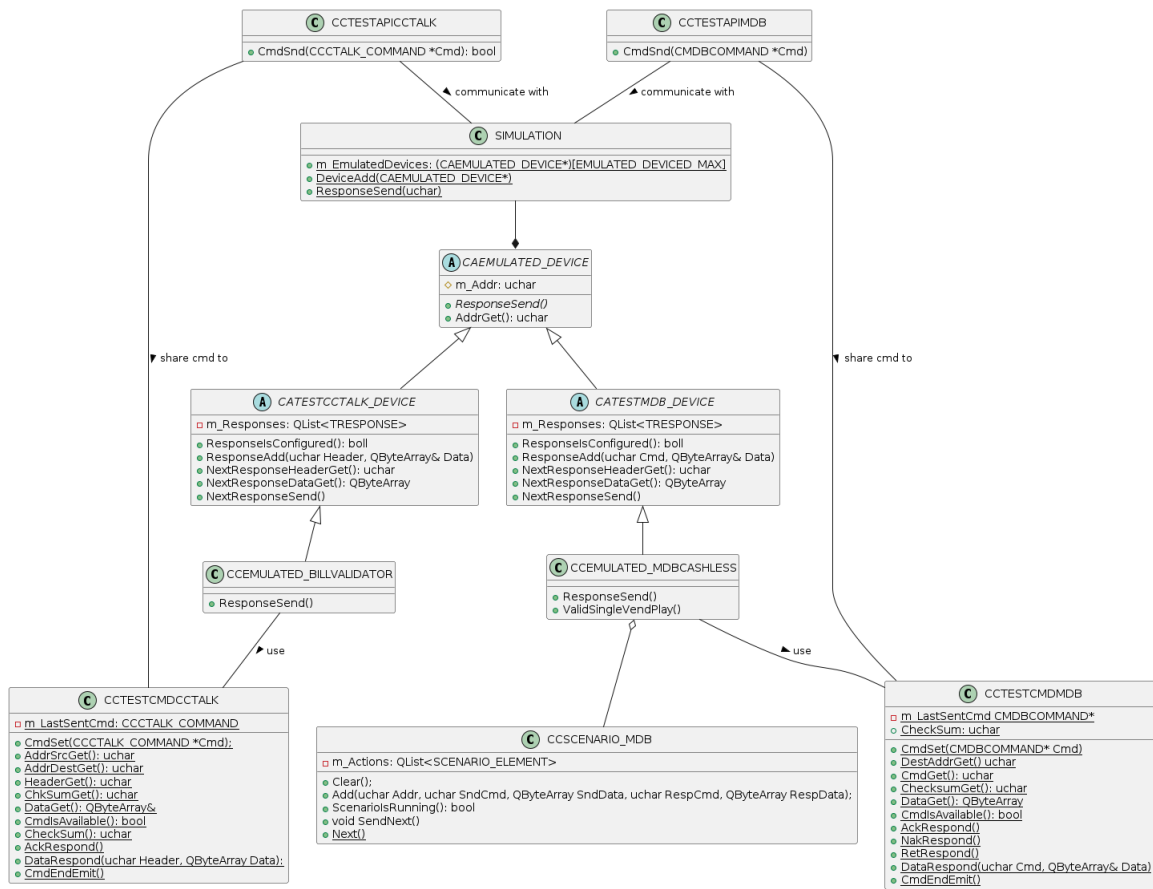 C CCTESTAPICCTALK
CmdSnd(CCCTALK_COMMAND *Cmd): bool
C CCTESTAPIMDB
CmdSnd(CMDBCOMMAND *Cmd)
communicate with
communicate with
C SIMULATION
m_EmulatedDevices: (CAEMULATED_DEVICE*)[EMULATED_DEVICED_MAX]
DeviceAdd(CAEMULATED_DEVICE*)
ResponseSend(uchar)
A CAEMULATED_DEVICE
m_Addr: uchar
ResponseSend()
AddrGet(): uchar
share cmd to
share cmd to
A CATESTCCTALK_DEVICE
m_Responses: QList<TRESPONSE>
ResponseIsConfigured(): boll
ResponseAdd(uchar Header, QByteArray& Data)
NextResponseHeaderGet(): uchar
NextResponseDataGet(): QByteArray
NextResponseSend()
A CATESTMDB_DEVICE
m_Responses: QList<TRESPONSE>
ResponseIsConfigured(): boll
ResponseAdd(uchar Cmd, QByteArray& Data)
NextResponseHeaderGet(): uchar
NextResponseDataGet(): QByteArray
NextResponseSend()
C CCEMULATED_BILLVALIDATOR
ResponseSend()
C CCEMULATED_MDBCASHLESS
ResponseSend()
ValidSingleVendPlay()
use
use
C CCTESTCMDCCTALK
m_LastSentCmd: CCCTALK_COMMAND
CmdSet(CCCTALK_COMMAND *Cmd);
AddrSrcGet(): uchar
AddrDestGet(): uchar
HeaderGet(): uchar
ChkSumGet(): uchar
DataGet(): QByteArray&
CmdIsAvailable(): bool
CheckSum(): uchar
AckRespond()
DataRespond(uchar Header, QByteArray Data);
CmdEndEmit()
C CCSCENARIO_MDB
m_Actions: QList<SCENARIO_ELEMENT>
Clear();
Add(uchar Addr, uchar SndCmd, QByteArray SndData, uchar RespCmd, QByteArray RespData);
ScenarioIsRunning(): bool
void SendNext()
Next()
C CCTESTCMDMDB
m_LastSentCmd CMDBCOMMAND*
CheckSum: uchar
CmdSet(CMDBCOMMAND* Cmd)
DestAddrGet() uchar
CmdGet(): uchar
ChecksumGet(): uchar
DataGet(): QByteArray
CmdIsAvailable(): bool
AckRespond()
NakRespond()
RetRespond()
DataRespond(uchar Cmd, QByteArray& Data)
CmdEndEmit()